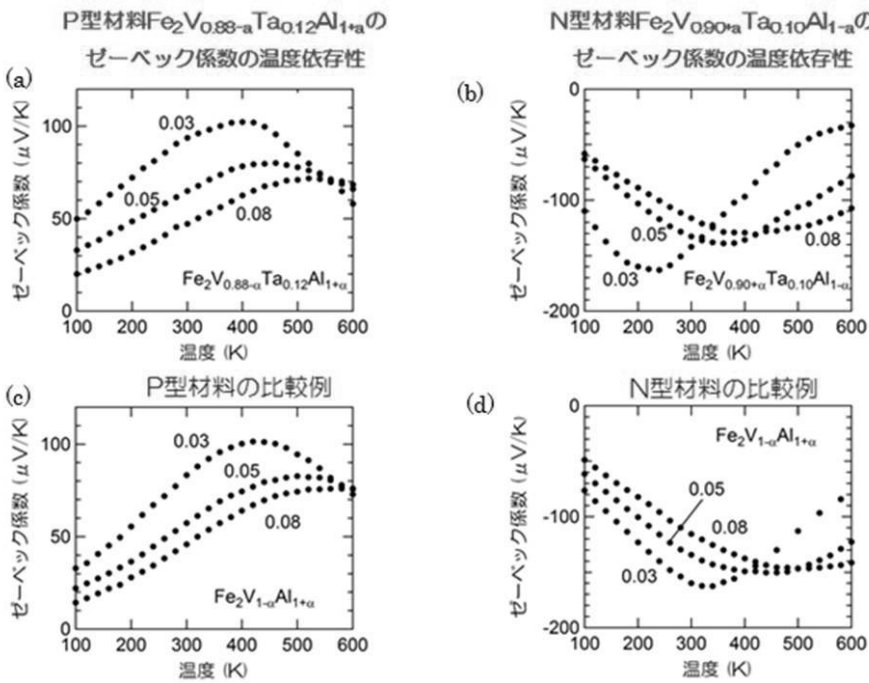 P型材料Fe₂V₀.₈₈₋ₐTa₀.₁₂Al₁₊ₐの
ゼーベック係数の温度依存性
N型材料Fe₂V₀.₉₀₊ₐTa₀.₁₀Al₁₋ₐの
ゼーベック係数の温度依存性
(a)
ゼーベック係数 (μV/K)
100
50
0
0.03
0.05
0.08
Fe₂V₀.₈₈₋αTa₀.₁₂Al₁₊α
100 200 300 400 500 600
温度 (K)
(b)
ゼーベック係数 (μV/K)
0
-100
-200
0.05
0.08
0.03
Fe₂V₀.₉₀₊αTa₀.₁₀Al₁₋α
100 200 300 400 500 600
温度 (K)
(c)
P型材料の比較例
ゼーベック係数 (μV/K)
100
50
0
0.03
0.05
0.08
Fe₂V₁₋αAl₁₊α
100 200 300 400 500 600
温度 (K)
(d)
N型材料の比較例
ゼーベック係数 (μV/K)
0
-100
-200
Fe₂V₁₋αAl₁₊α
0.05
0.08
0.03
100 200 300 400 500 600
温度 (K)